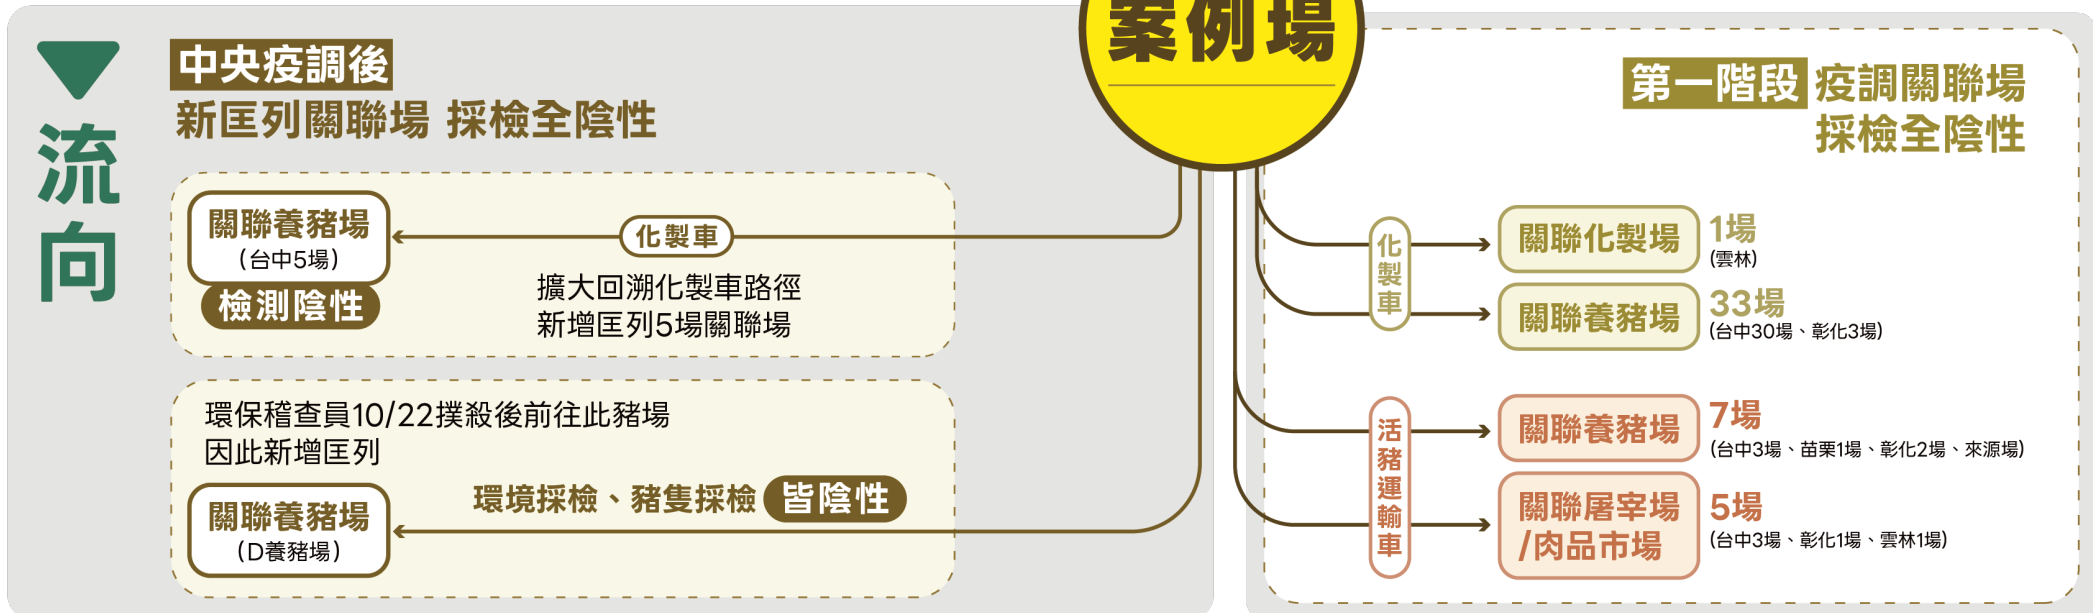 案例場
流向
中央疫調後
新匡列關聯場 採檢全陰性
關聯養豬場
(台中5場)
檢測陰性
化製車
擴大回溯化製車路徑
新增匡列5場關聯場
環保稽查員10/22撲殺後前往此豬場
因此新增匡列
關聯養豬場
(D養豬場)
環境採檢、豬隻採檢 皆陰性
第一階段 疫調關聯場
採檢全陰性
化製車
關聯化製場 1場
(雲林)
關聯養豬場 33場
(台中30場、彰化3場)
活豬運輸車
關聯養豬場 7場
(台中3場、苗栗1場、彰化2場、來源場)
關聯屠宰場
/肉品市場
5場
(台中3場、彰化1場、雲林1場)